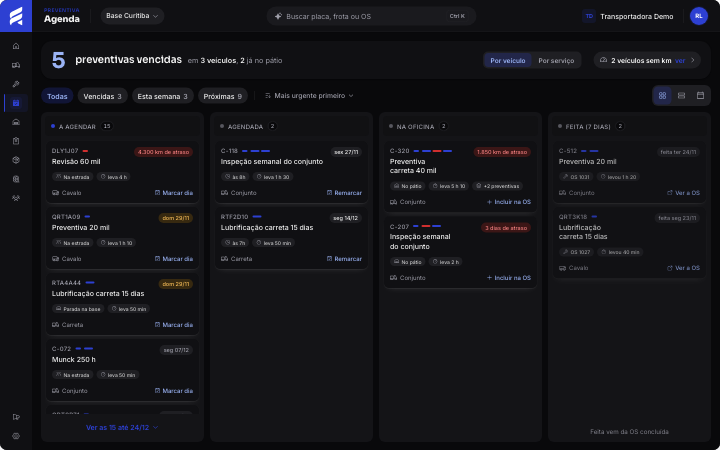 PREVENTIVA
Agenda
Base Curitiba
Buscar placa, frota ou OS
Ctrl K
TD
Transportadora Demo
RL
5 preventivas vencidas
em 3 veículos, 2 já no pátio
Por veículo
Por serviço
2 veículos sem km ver
Todas
Vencidas 3
Esta semana 3
Próximas 9
Mais urgente primeiro
A AGENDAR 15
DLY1J07
4.300 km de atraso
Revisão 60 mil
Na estrada
leva 4 h
Cavalo
Marcar dia
QRT1A09
dom 29/11
Preventiva 20 mil
Na estrada
leva 1 h 10
Cavalo
Marcar dia
RTA4A44
dom 29/11
Lubrificação carreta 15 dias
Parada na base
leva 50 min
Carreta
Marcar dia
C-072
seg 07/12
Munck 250 h
Na estrada
leva 50 min
Conjunto
Marcar dia
Ver as 15 até 24/12
AGENDADA 2
C-118
sex 27/11
Inspeção semanal do conjunto
às 8h
leva 1 h 30
Conjunto
Remarcar
RTF2D10
seg 14/12
Lubrificação carreta 15 dias
às 7h
leva 50 min
Carreta
Remarcar
NA OFICINA 2
C-320
1.850 km de atraso
Preventiva
carreta 40 mil
No pátio
leva 5 h 10
+2 preventivas
Conjunto
Incluir na OS
C-207
3 dias de atraso
Inspeção semanal
do conjunto
No pátio
leva 2 h
Conjunto
Incluir na OS
FEITA (7 DIAS) 2
C-512
feita ter 24/11
Preventiva 20 mil
OS 1031
levou 1 h 20
Conjunto
Ver a OS
QRT3K18
feita seg 23/11
Lubrificação
carreta 15 dias
OS 1027
levou 40 min
Cavalo
Ver a OS
Feita vem da OS concluída